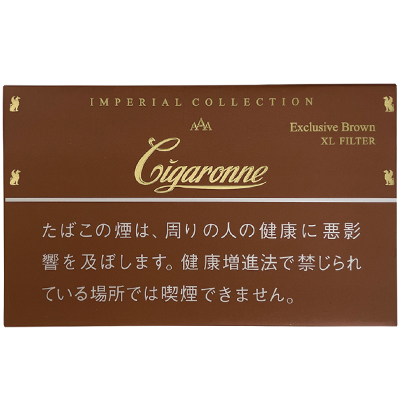 IMPERIAL COLLECTION
AAA
Exclusive Brown
XL FILTER
Cigaronne
たばこの煙は、周りの人の健康に悪影
響を及ぼします。健康増進法で禁じられ
ている場所では喫煙できません。